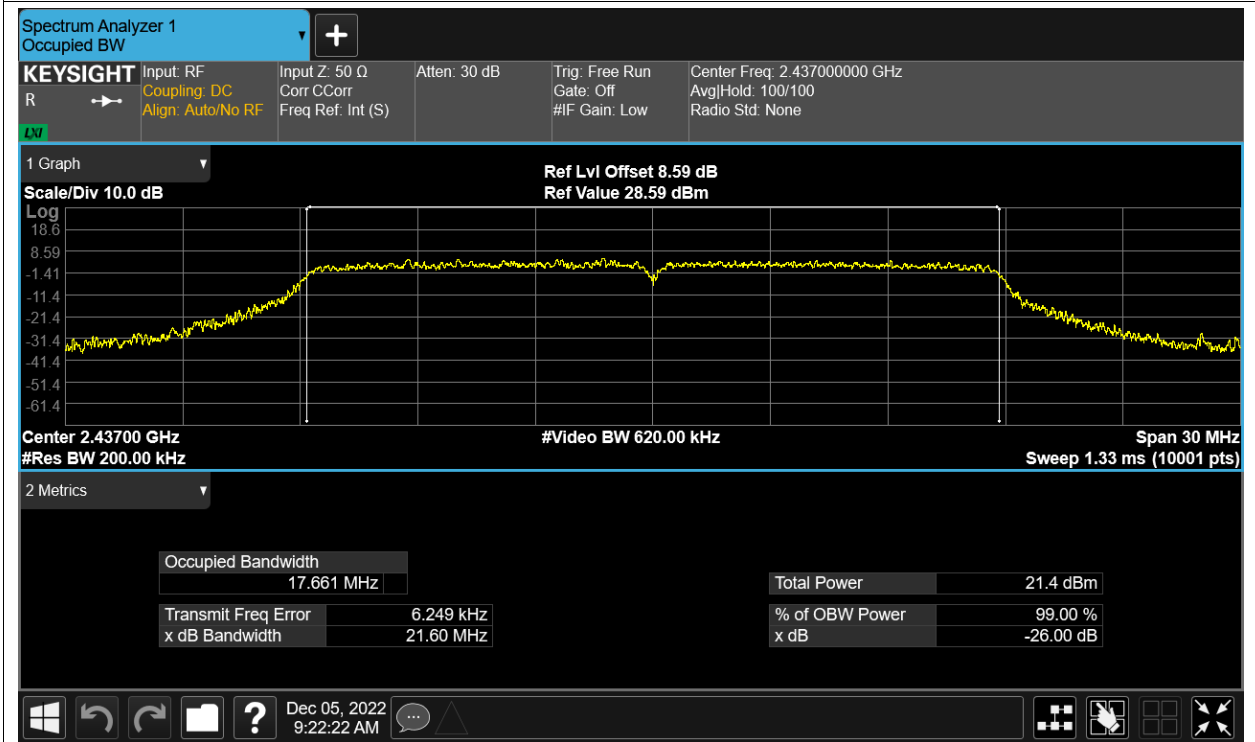 Spectrum Analyzer 1
Occupied BW
KEYSIGHT
R
LXI
Input: RF
Coupling: DC
Align: Auto/No RF
Input Z: 50 Ω
Corr CCorr
Freq Ref: Int (S)
Atten: 30 dB
Trig: Free Run
Gate: Off
#IF Gain: Low
Center Freq: 2.437000000 GHz
Avg|Hold: 100/100
Radio Std: None
1 Graph
Scale/Div 10.0 dB
Ref Lvl Offset 8.59 dB
Ref Value 28.59 dBm
Log
18.6
8.59
-1.41
-11.4
-21.4
-31.4
-41.4
-51.4
-61.4
Center 2.43700 GHz
#Res BW 200.00 kHz
#Video BW 620.00 kHz
Span 30 MHz
Sweep 1.33 ms (10001 pts)
2 Metrics
Occupied Bandwidth
17.661 MHz
Transmit Freq Error 6.249 kHz
x dB Bandwidth 21.60 MHz
Total Power 21.4 dBm
% of OBW Power 99.00 %
x dB -26.00 dB
?
Dec 05, 2022
9:22:22 AM